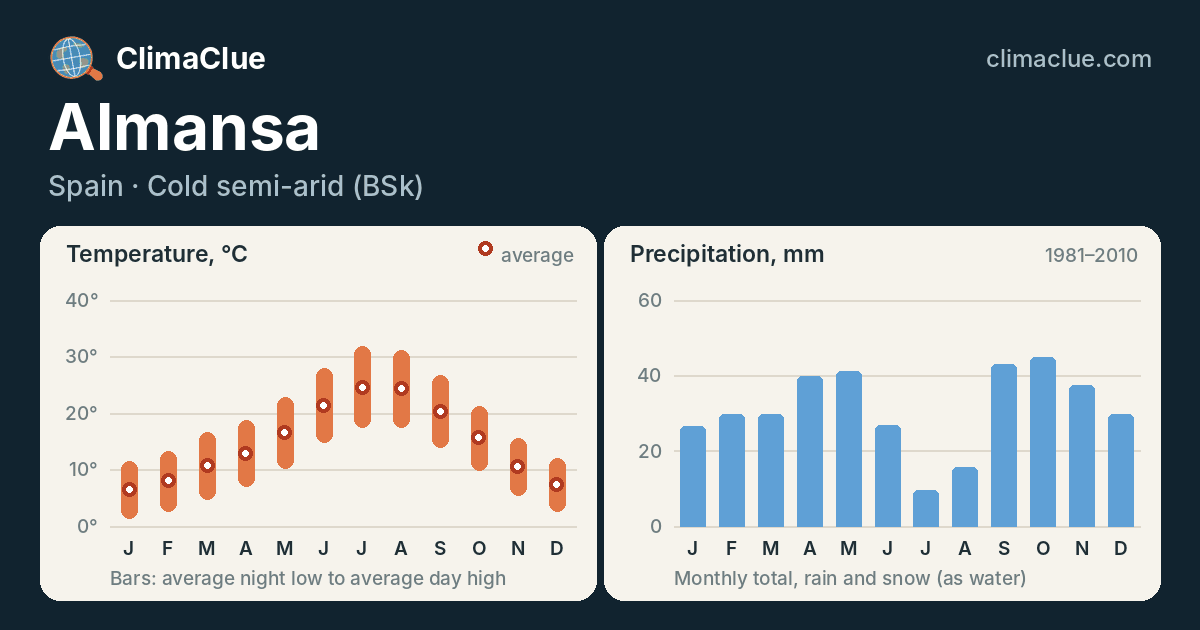 ClimaClue
climaclue.com
Almansa
Spain · Cold semi-arid (BSk)
Temperature, °C
average
40°
30°
20°
10°
0°
J F M A M J J A S O N D
Bars: average night low to average day high
Precipitation, mm
1981–2010
60
40
20
0
J F M A M J J A S O N D
Monthly total, rain and snow (as water)